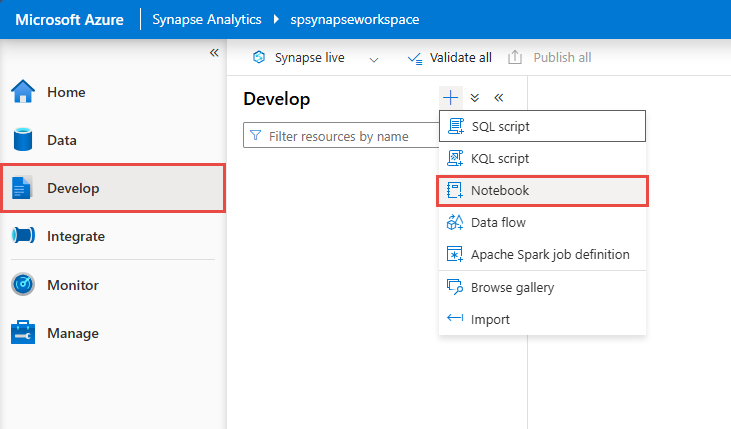 Microsoft Azure Synapse Analytics spsynapseworkspace
Synapse live Validate all Publish all
Home
Data
Develop
Integrate
Monitor
Manage
Develop
Filter resources by name
SQL script
KQL script
Notebook
Data flow
Apache Spark job definition
Browse gallery
Import